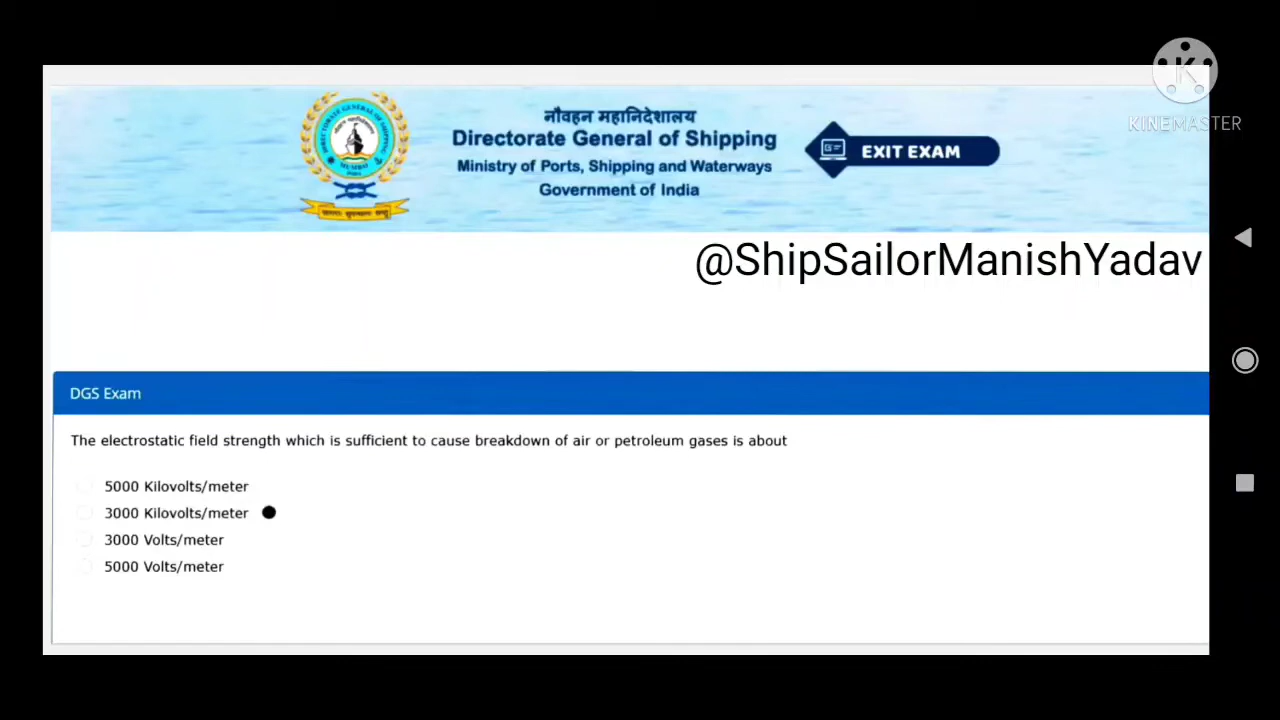 KINEMASTER
नौवहन महानिदेशालय
Directorate General of Shipping
Ministry of Ports, Shipping and Waterways
Government of India
EXIT EXAM
@ShipSailorManishYadav
DGS Exam
The electrostatic field strength which is sufficient to cause breakdown of air or petroleum gases is about
5000 Kilovolts/meter
3000 Kilovolts/meter
3000 Volts/meter
5000 Volts/meter